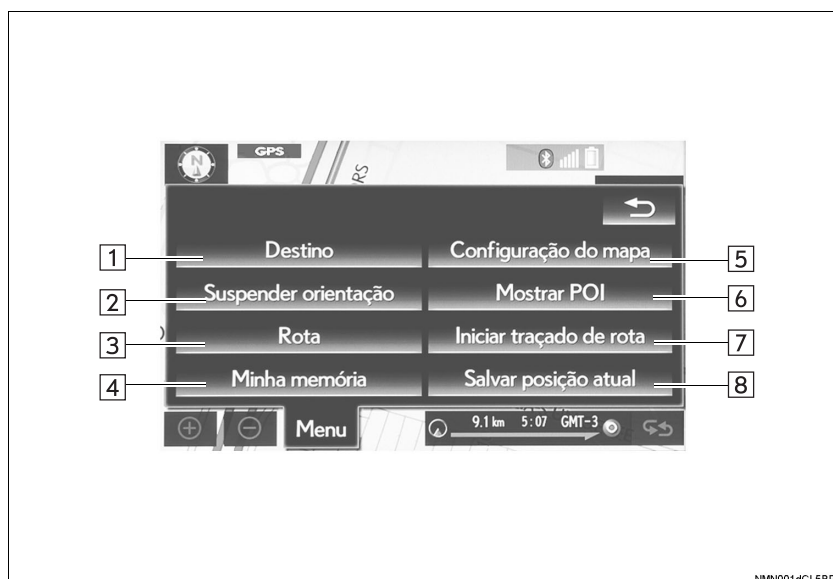 GPS
RS
1 Destino Configuração do mapa 5
2 Suspender orientação Mostrar POI 6
3 Rota Iniciar traçado de rota 7
4 Minha memória Salvar posição atual 8
Menu 9.1 km 5:07 GMT-3